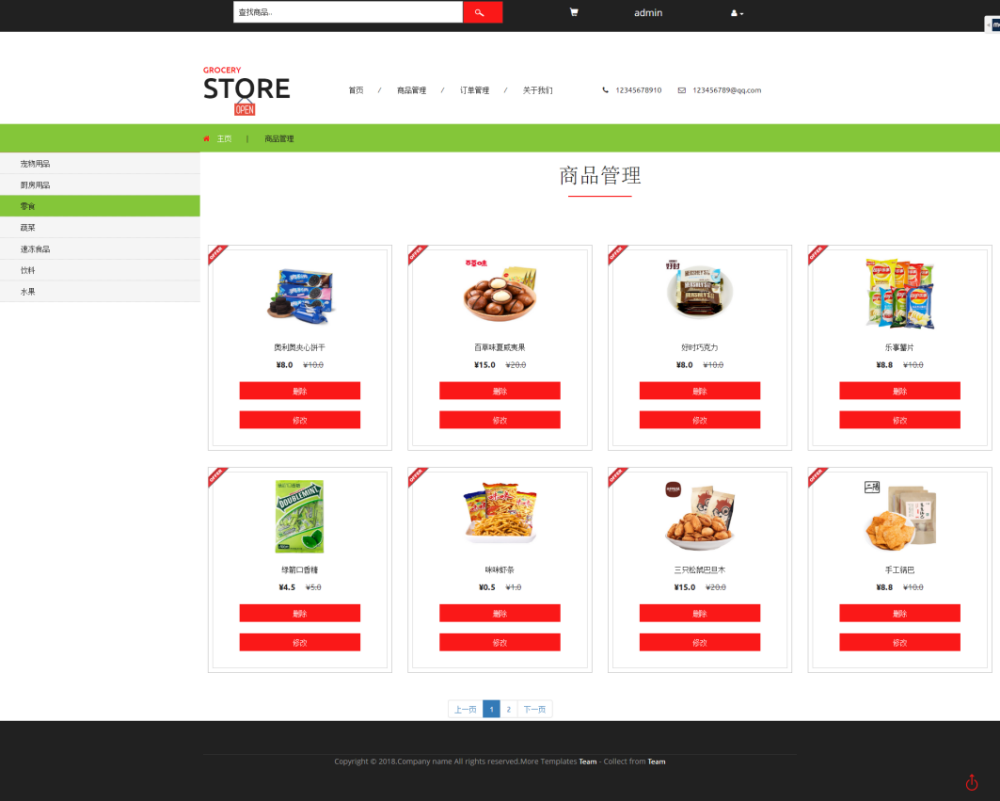 查找商品..
admin
GROCERY
STORE
OPEN
首页 / 商品管理 / 订单管理 / 关于我们
12345678910
123456789@qq.com
主页 | 商品管理
宠物用品
厨房用品
零食
蔬菜
速冻食品
饮料
水果
商品管理
OFFER
奥利奥夹心饼干
¥8.0 ¥10.0
删除
修改
OFFER
百草味
百草味夏威夷果
¥15.0 ¥20.0
删除
修改
OFFER
好时巧克力
¥8.0 ¥10.0
删除
修改
OFFER
乐事薯片
¥8.8 ¥10.0
删除
修改
OFFER
DOUBLEMINT
绿箭口香糖
¥4.5 ¥5.0
删除
修改
OFFER
咪咪虾条
¥0.5 ¥1.0
删除
修改
OFFER
三只松鼠巴旦木
¥15.0 ¥20.0
删除
修改
OFFER
手工锅巴
¥8.8 ¥10.0
删除
修改
上一页 1 2 下一页
Copyright © 2018.Company name All rights reserved.More Templates Team - Collect from Team